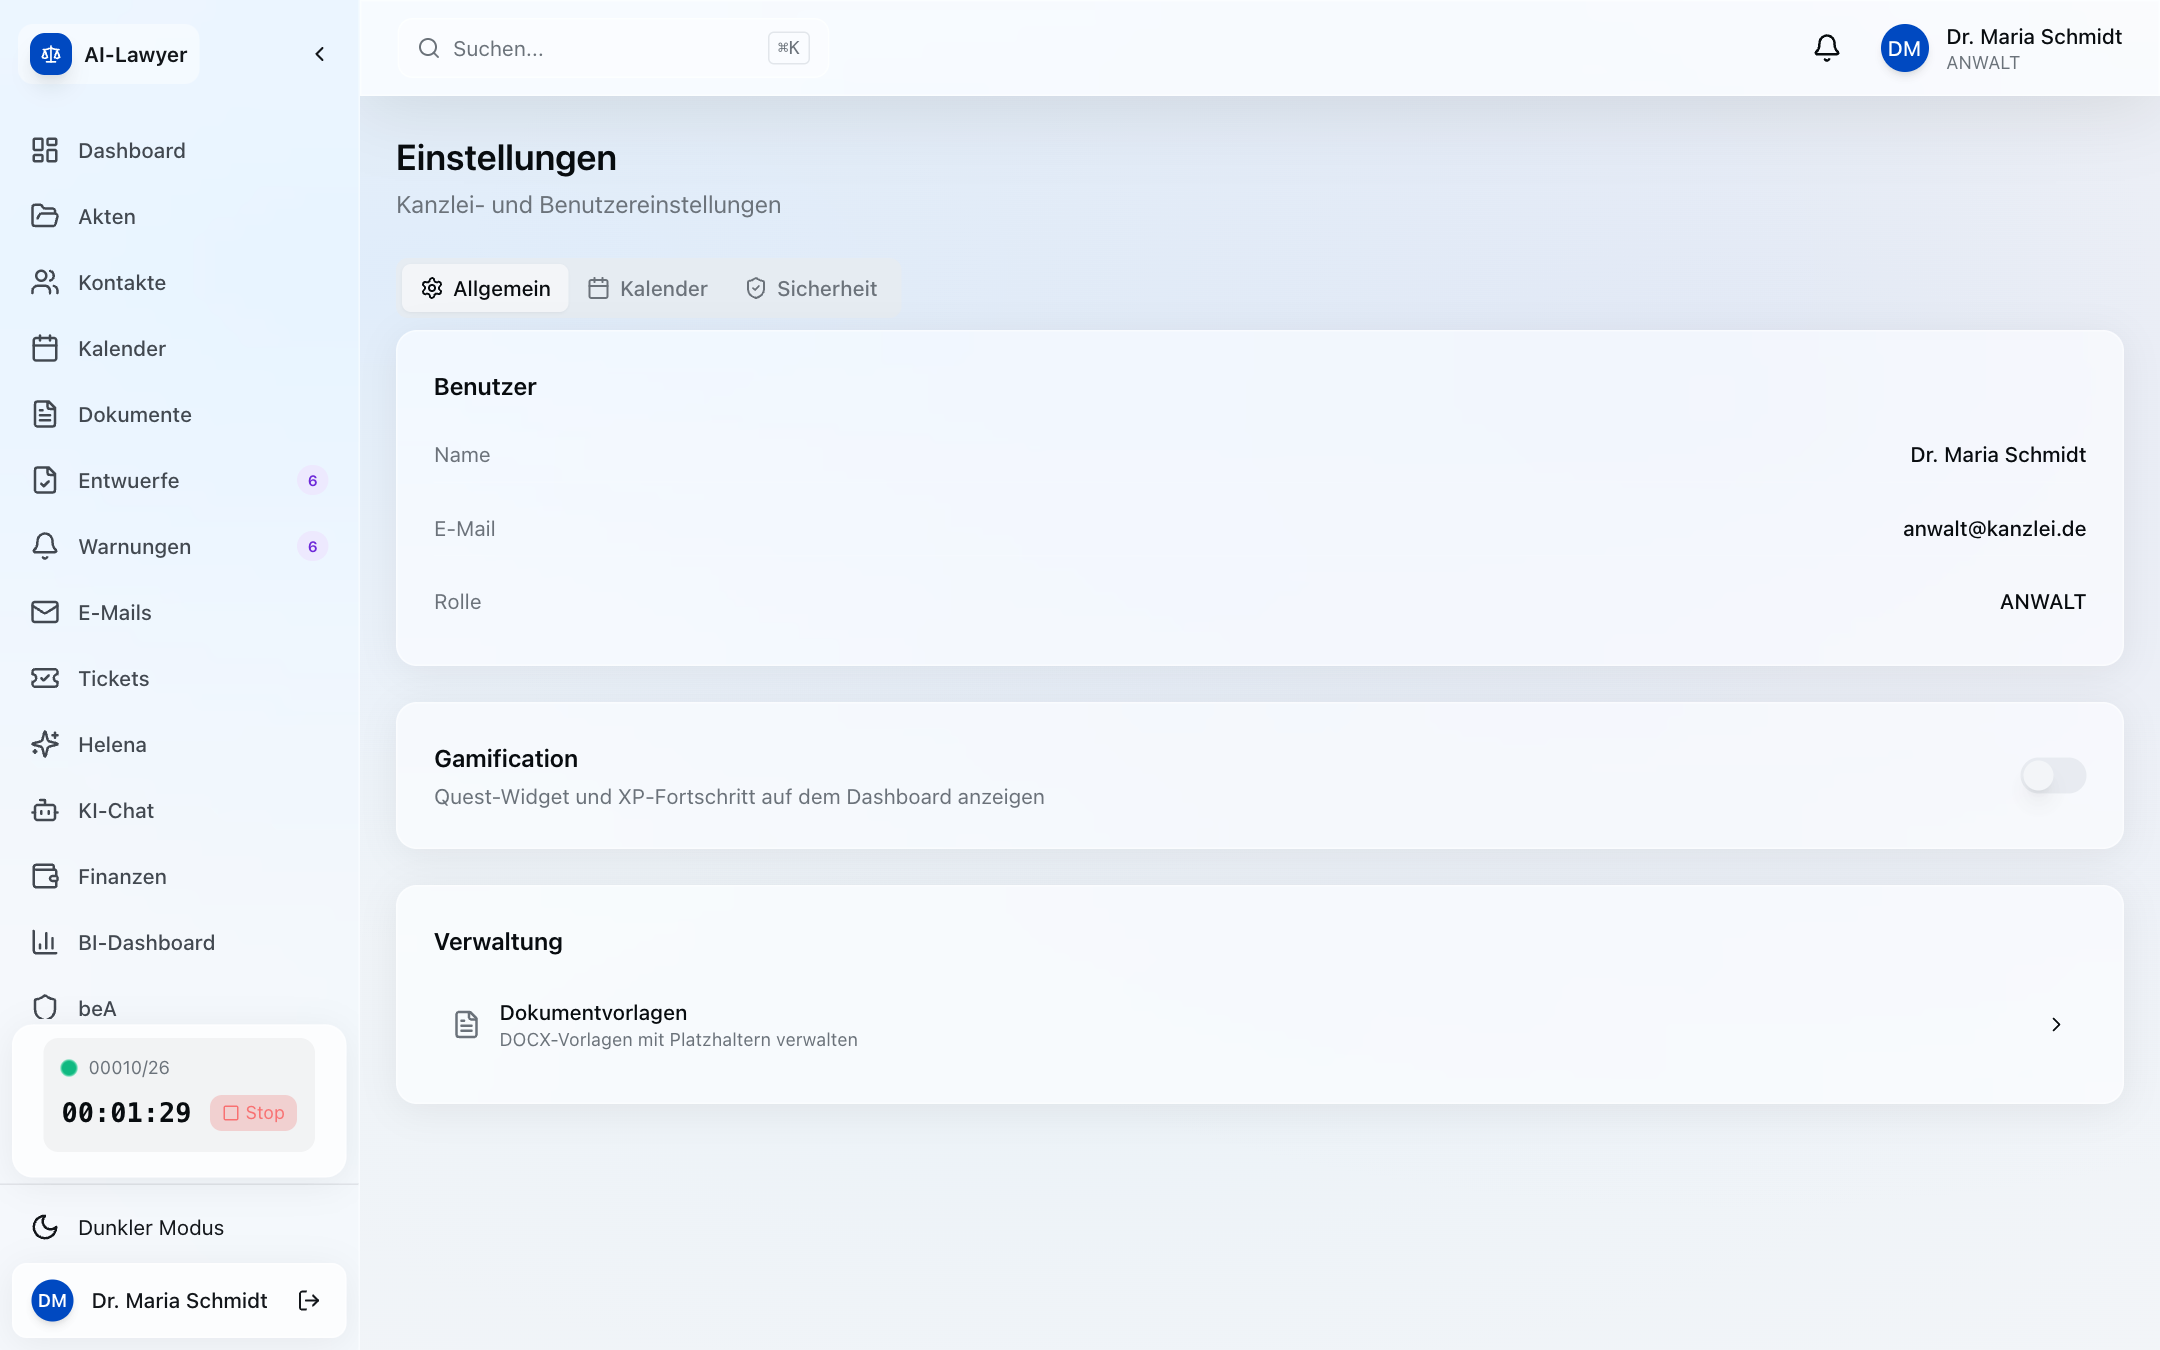 AI-Lawyer
Dashboard
Akten
Kontakte
Kalender
Dokumente
Entwuerfe 6
Warnungen 6
E-Mails
Tickets
Helena
KI-Chat
Finanzen
BI-Dashboard
beA
00010/26
00:01:29 Stop
Dunkler Modus
DM Dr. Maria Schmidt
Suchen... ⌘K
DM Dr. Maria Schmidt
ANWALT
Einstellungen
Kanzlei- und Benutzereinstellungen
Allgemein Kalender Sicherheit
Benutzer
Name Dr. Maria Schmidt
E-Mail anwalt@kanzlei.de
Rolle ANWALT
Gamification
Quest-Widget und XP-Fortschritt auf dem Dashboard anzeigen
Verwaltung
Dokumentvorlagen
DOCX-Vorlagen mit Platzhaltern verwalten